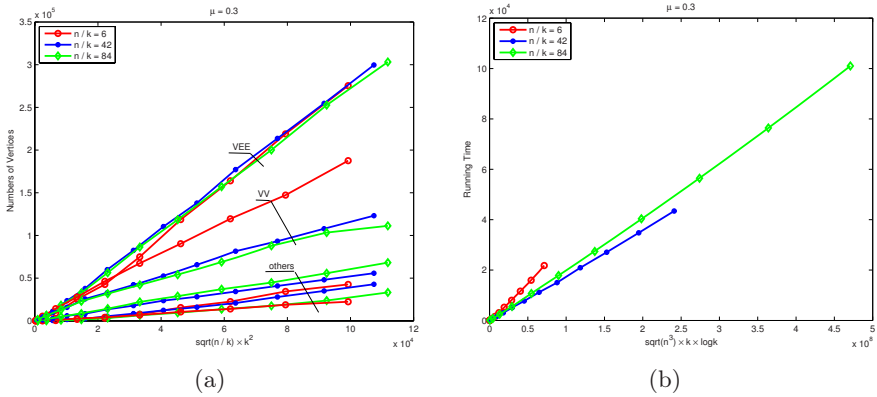 μ = 0.3
x 10^5
3.5
3
2.5
2
1.5
1
0.5
0
Numbers of Vertices
n / k = 6
n / k = 42
n / k = 84
VEE
VV
others
0 2 4 6 8 10 12
x 10^4
sqrt(n / k) × k^2
(a)
μ = 0.3
x 10^4
12
10
8
6
4
2
0
Running Time
n / k = 6
n / k = 42
n / k = 84
0 0.5 1 1.5 2 2.5 3 3.5 4 4.5 5
x 10^8
sqrt(n^3) × k × logk
(b)